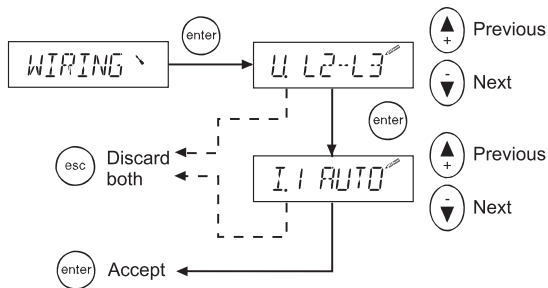 enter
+
Previous
WIRING
U. L2-L3
-
Next
enter
esc
Discard
both
I.1 AUTO
+
Previous
-
Next
enter
Accept